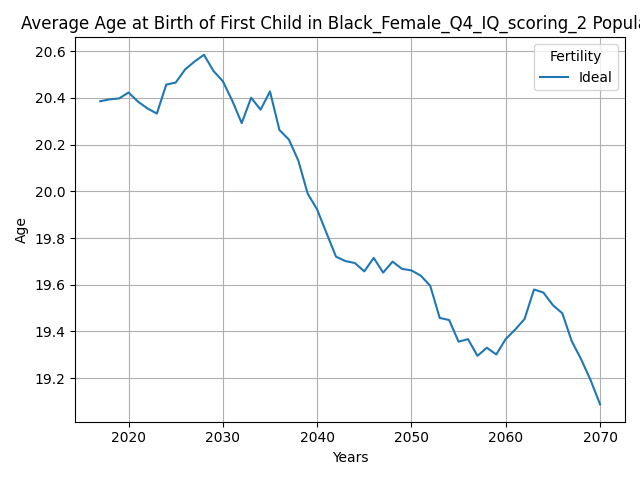 Average Age at Birth of First Child in Black_Female_Q4_IQ_scoring_2 Popula
Fertility
Ideal
20.6
20.4
20.2
20.0
19.8
19.6
19.4
19.2
Age
2020 2030 2040 2050 2060 2070
Years